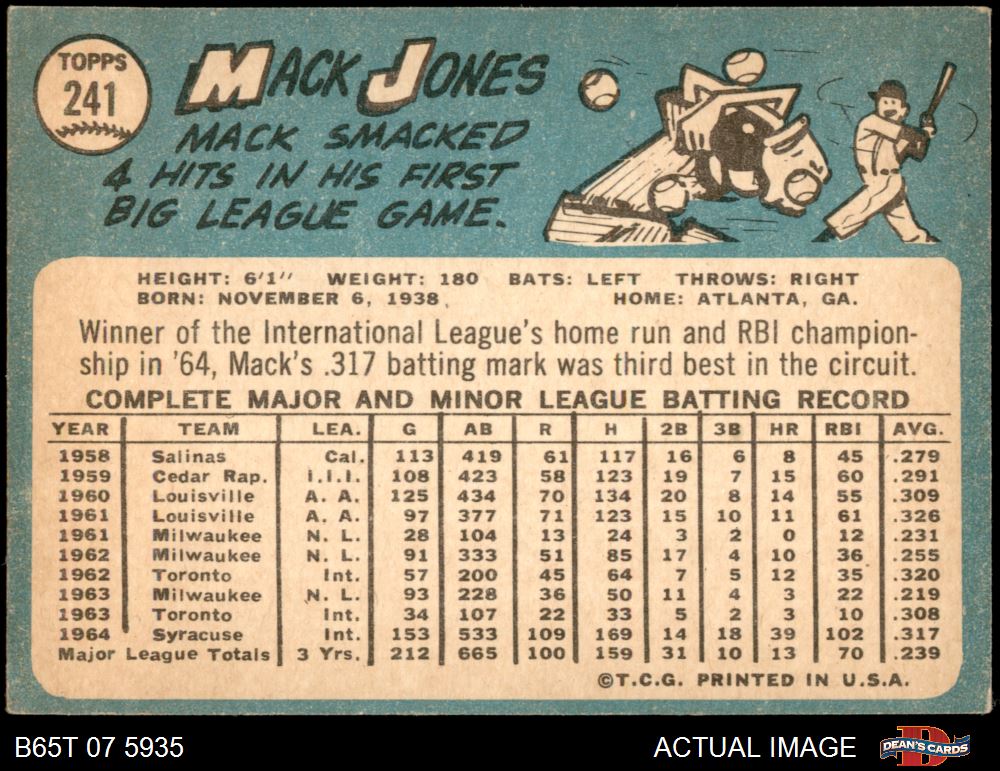 TOPPS
241
MACK JONES
MACK SMACKED
4 HITS IN HIS FIRST
BIG LEAGUE GAME.
HEIGHT: 6'1" WEIGHT: 180 BATS: LEFT THROWS: RIGHT
BORN: NOVEMBER 6, 1938 HOME: ATLANTA, GA.
Winner of the International League's home run and RBI champion-
ship in '64, Mack's .317 batting mark was third best in the circuit.
COMPLETE MAJOR AND MINOR LEAGUE BATTING RECORD
YEAR TEAM LEA. G AB R H 2B 3B HR RBI AVG.
1958 Salinas Cal. 113 419 61 117 16 6 8 45 .279
1959 Cedar Rap. I.I.I. 108 423 58 123 19 7 15 60 .291
1960 Louisville A. A. 125 434 70 134 20 8 14 55 .309
1961 Louisville A. A. 97 377 71 123 15 10 11 61 .326
1961 Milwaukee N. L. 28 104 13 24 3 2 0 12 .231
1962 Milwaukee N. L. 91 333 51 85 17 4 10 36 .255
1962 Toronto Int. 57 200 45 64 7 5 12 35 .320
1963 Milwaukee N. L. 93 228 36 50 11 4 3 22 .219
1963 Toronto Int. 34 107 22 33 5 2 3 10 .308
1964 Syracuse Int. 153 533 109 169 14 18 39 102 .317
Major League Totals 3 Yrs. 212 665 100 159 31 10 13 70 .239
©T.C.G. PRINTED IN U.S.A.
B65T 07 5935 ACTUAL IMAGE DEAN'S CARDS